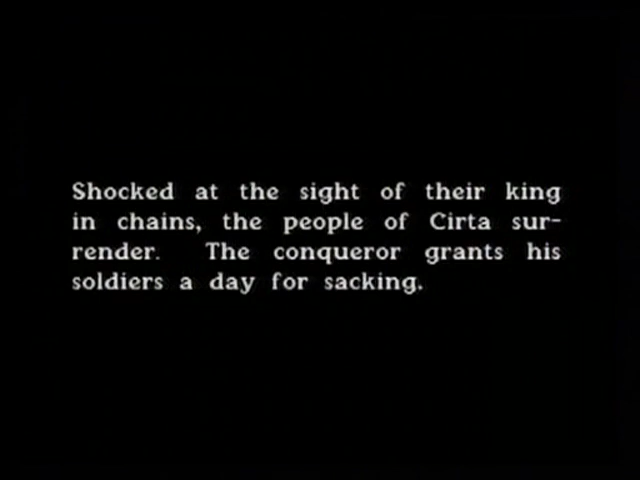 Shocked at the sight of their king
in chains, the people of Cirta sur-
render. The conqueror grants his
soldiers a day for sacking.